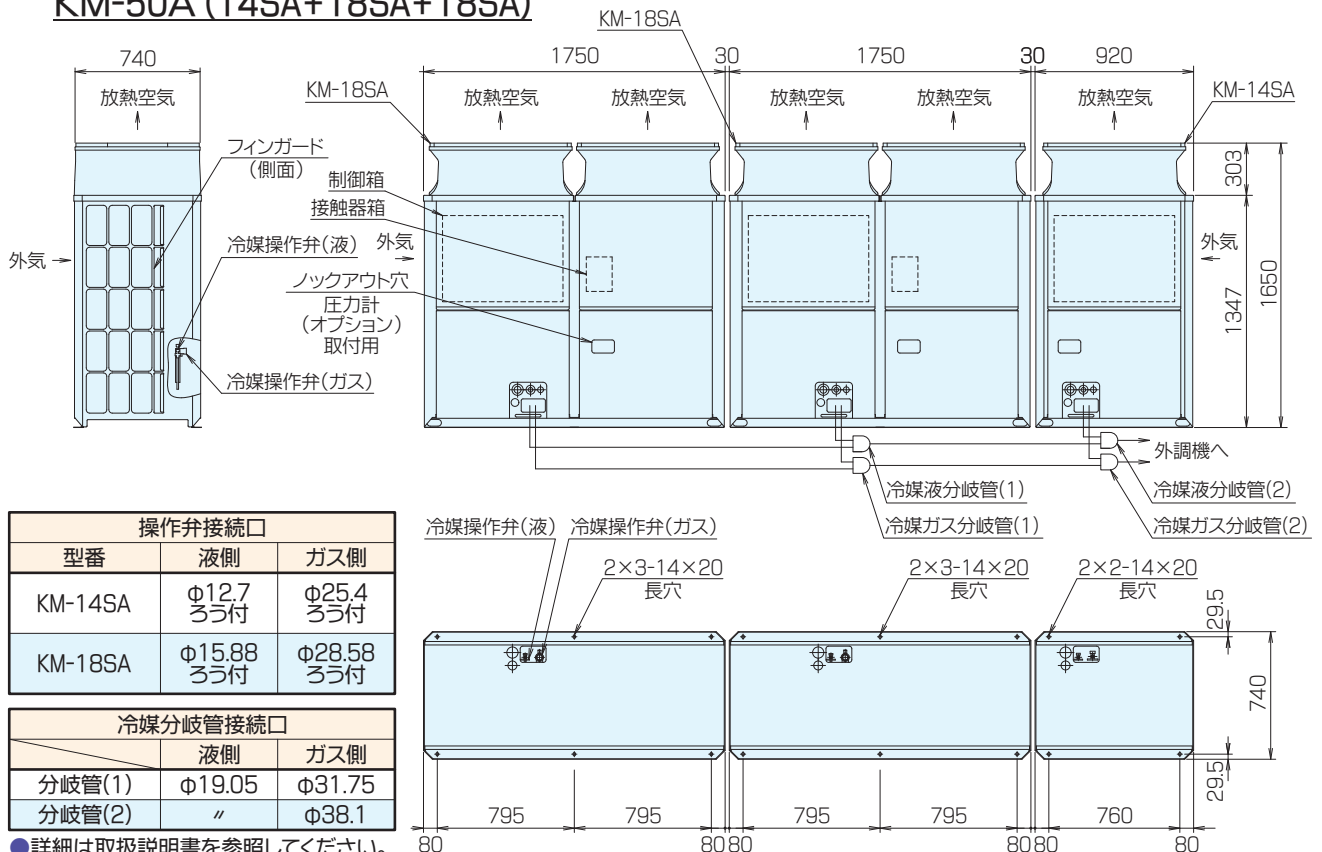 KM-50A (14SA+18SA+18SA)
KM-18SA
740
1750
30
1750
30
920
放熱空気
KM-18SA
放熱空気
放熱空気
放熱空気
放熱空気
放熱空気
KM-14SA
フィンガード
(側面)
制御箱
接触器箱
303
外気
冷媒操作弁(液)
外気
外気
ノックアウト穴
圧力計
(オプション)
取付用
1347
1650
冷媒操作弁(ガス)
外調機へ
冷媒液分岐管(1)
冷媒液分岐管(2)
冷媒ガス分岐管(1)
冷媒ガス分岐管(2)
操作弁接続口
型番 液側 ガス側
KM-14SA Φ12.7 ろう付 Φ25.4 ろう付
KM-18SA Φ15.88 ろう付 Φ28.58 ろう付
冷媒分岐管接続口
液側 ガス側
分岐管(1) Φ19.05 Φ31.75
分岐管(2) 〃 Φ38.1
●詳細は取扱説明書を参照してください。
冷媒操作弁(液) 冷媒操作弁(ガス)
2×3-14×20
長穴
2×3-14×20
長穴
2×2-14×20
長穴
29.5
740
29.5
795
795
795
795
760
80
80
80
80
80
80